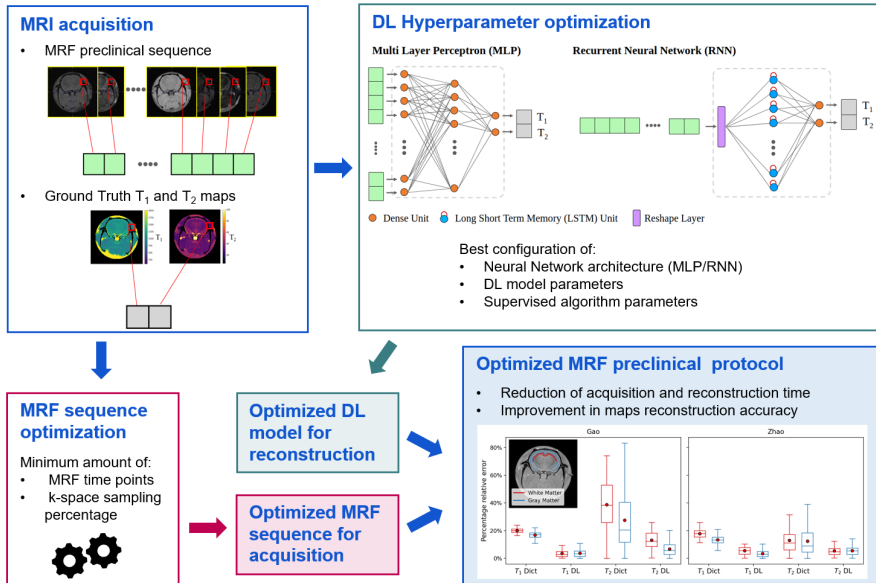 MRI acquisition
• MRF preclinical sequence
• Ground Truth T1 and T2 maps
T1
T2
DL Hyperparameter optimization
Multi Layer Perceptron (MLP)
Recurrent Neural Network (RNN)
T1
T2
T1
T2
Dense Unit
Long Short Term Memory (LSTM) Unit
Reshape Layer
Best configuration of:
• Neural Network architecture (MLP/RNN)
• DL model parameters
• Supervised algorithm parameters
MRF sequence
optimization
Minimum amount of:
• MRF time points
• k-space sampling
percentage
Optimized DL
model for
reconstruction
Optimized MRF
sequence for
acquisition
Optimized MRF preclinical protocol
• Reduction of acquisition and reconstruction time
• Improvement in maps reconstruction accuracy
Gao
Zhao
Percentage relative error
80%
60%
40%
20%
0%
White Matter
Gray Matter
T1 Dict
T1 DL
T2 Dict
T2 DL
T1 Dict
T1 DL
T2 Dict
T2 DL